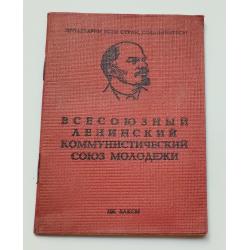 ПРОЛЕТАРИИ ВСЕХ СТРАН, СОЕДИНЯЙТЕСЬ!
ВСЕСОЮЗНЫЙ
ЛЕНИНСКИЙ
КОММУНИСТИЧЕСКИЙ
СОЮЗ МОЛОДЕЖИ
ЦК ВЛКСМ